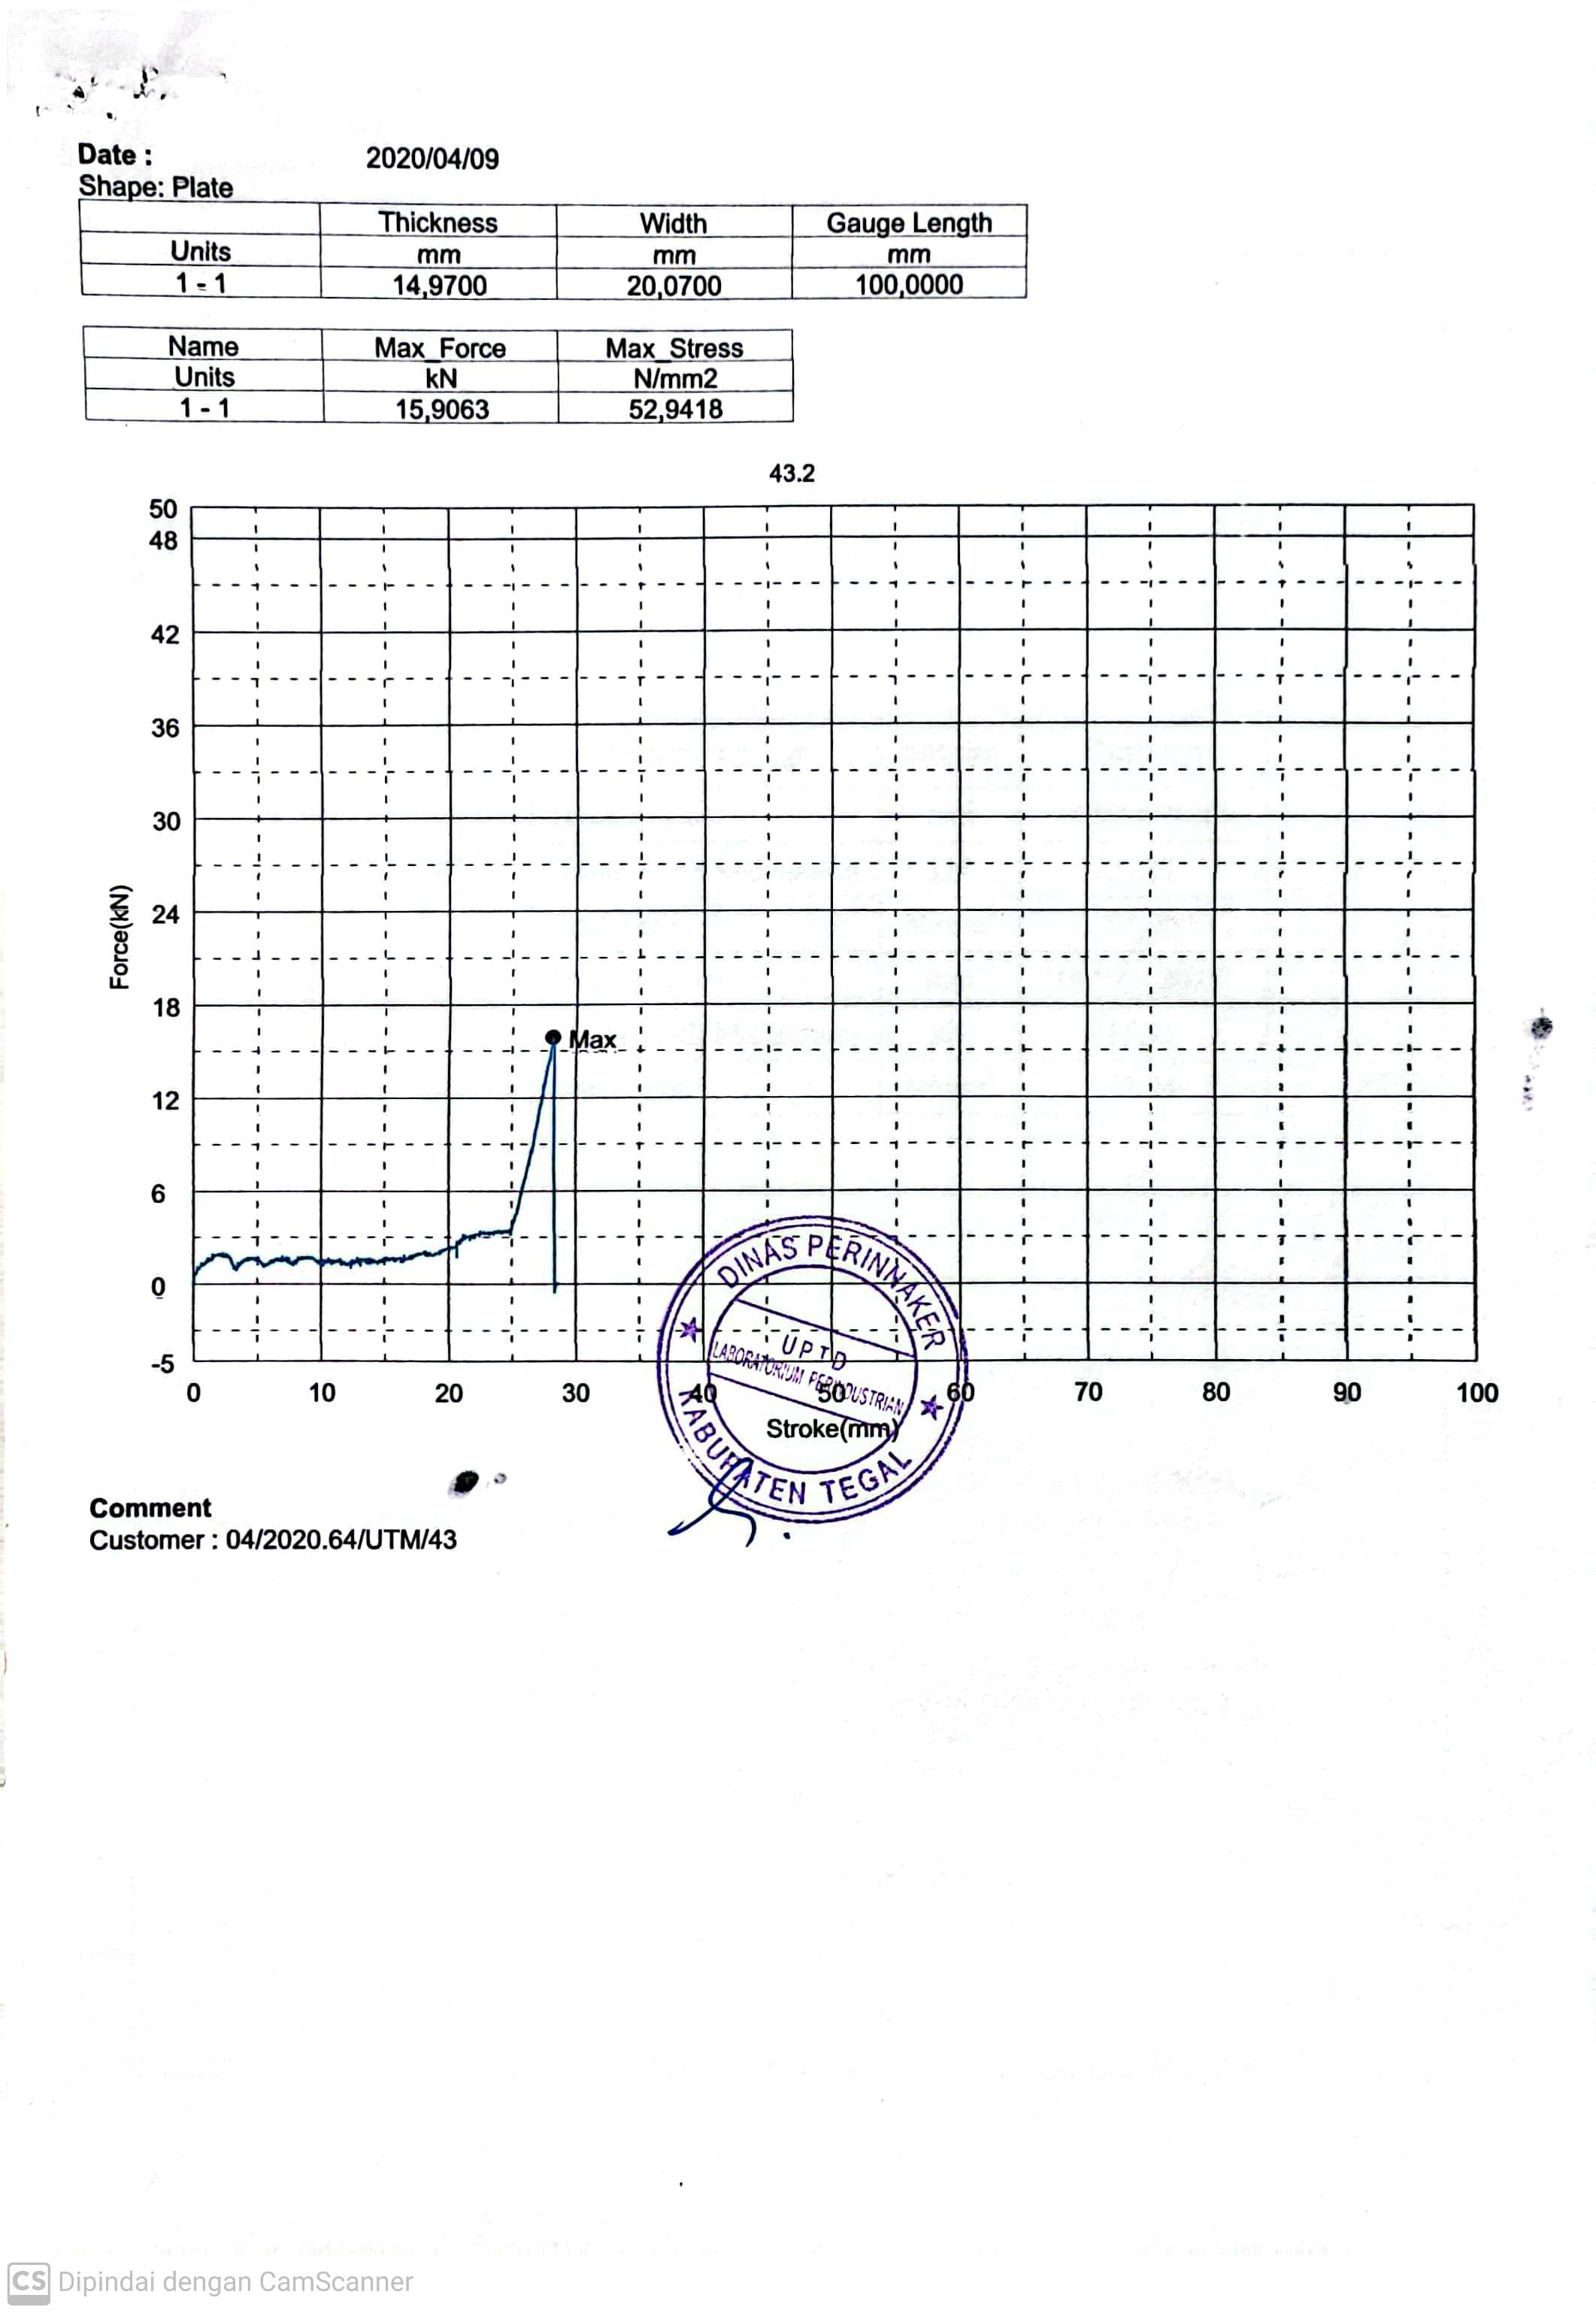 Date : 2020/04/09
Shape: Plate
Thickness Width Gauge Length
Units mm mm mm
1 - 1 14,9700 20,0700 100,0000
Name Max_Force Max_Stress
Units kN N/mm2
1 - 1 15,9063 52,9418
43.2
50
48
42
36
30
24
18
12
6
0
-5
Force(kN)
Max
0 10 20 30 40 50 60 70 80 90 100
Stroke(mm)
DINAS PERINNAKER
UPTD
LABORATORIUM PERINDUSTRIAN
KABUPATEN TEGAL
Comment
Customer : 04/2020.64/UTM/43
CS Dipindai dengan CamScanner